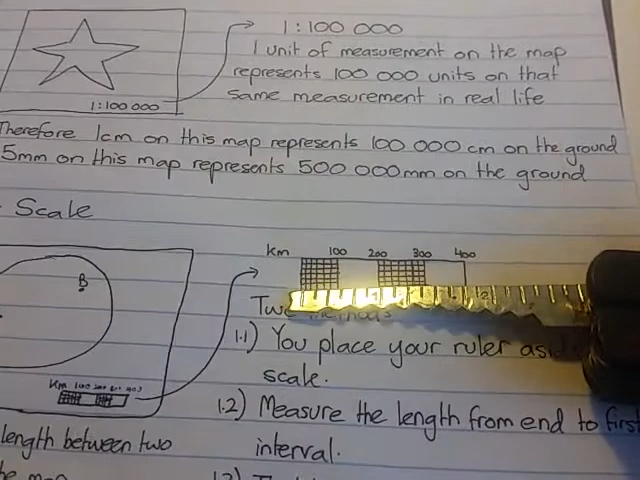 1:100 000
1 unit of measurement on the map
represents 100 000 units on that
same measurement in real life
1:100 000
Therefore 1cm on this map represents 100 000 cm on the ground
5mm on this map represents 500 000mm on the ground
Scale
Km 100 200 300 400
B
Two methods
1.1) You place your ruler
scale.
Km 100
1.2) Measure the length from end to first
interval.
length between two